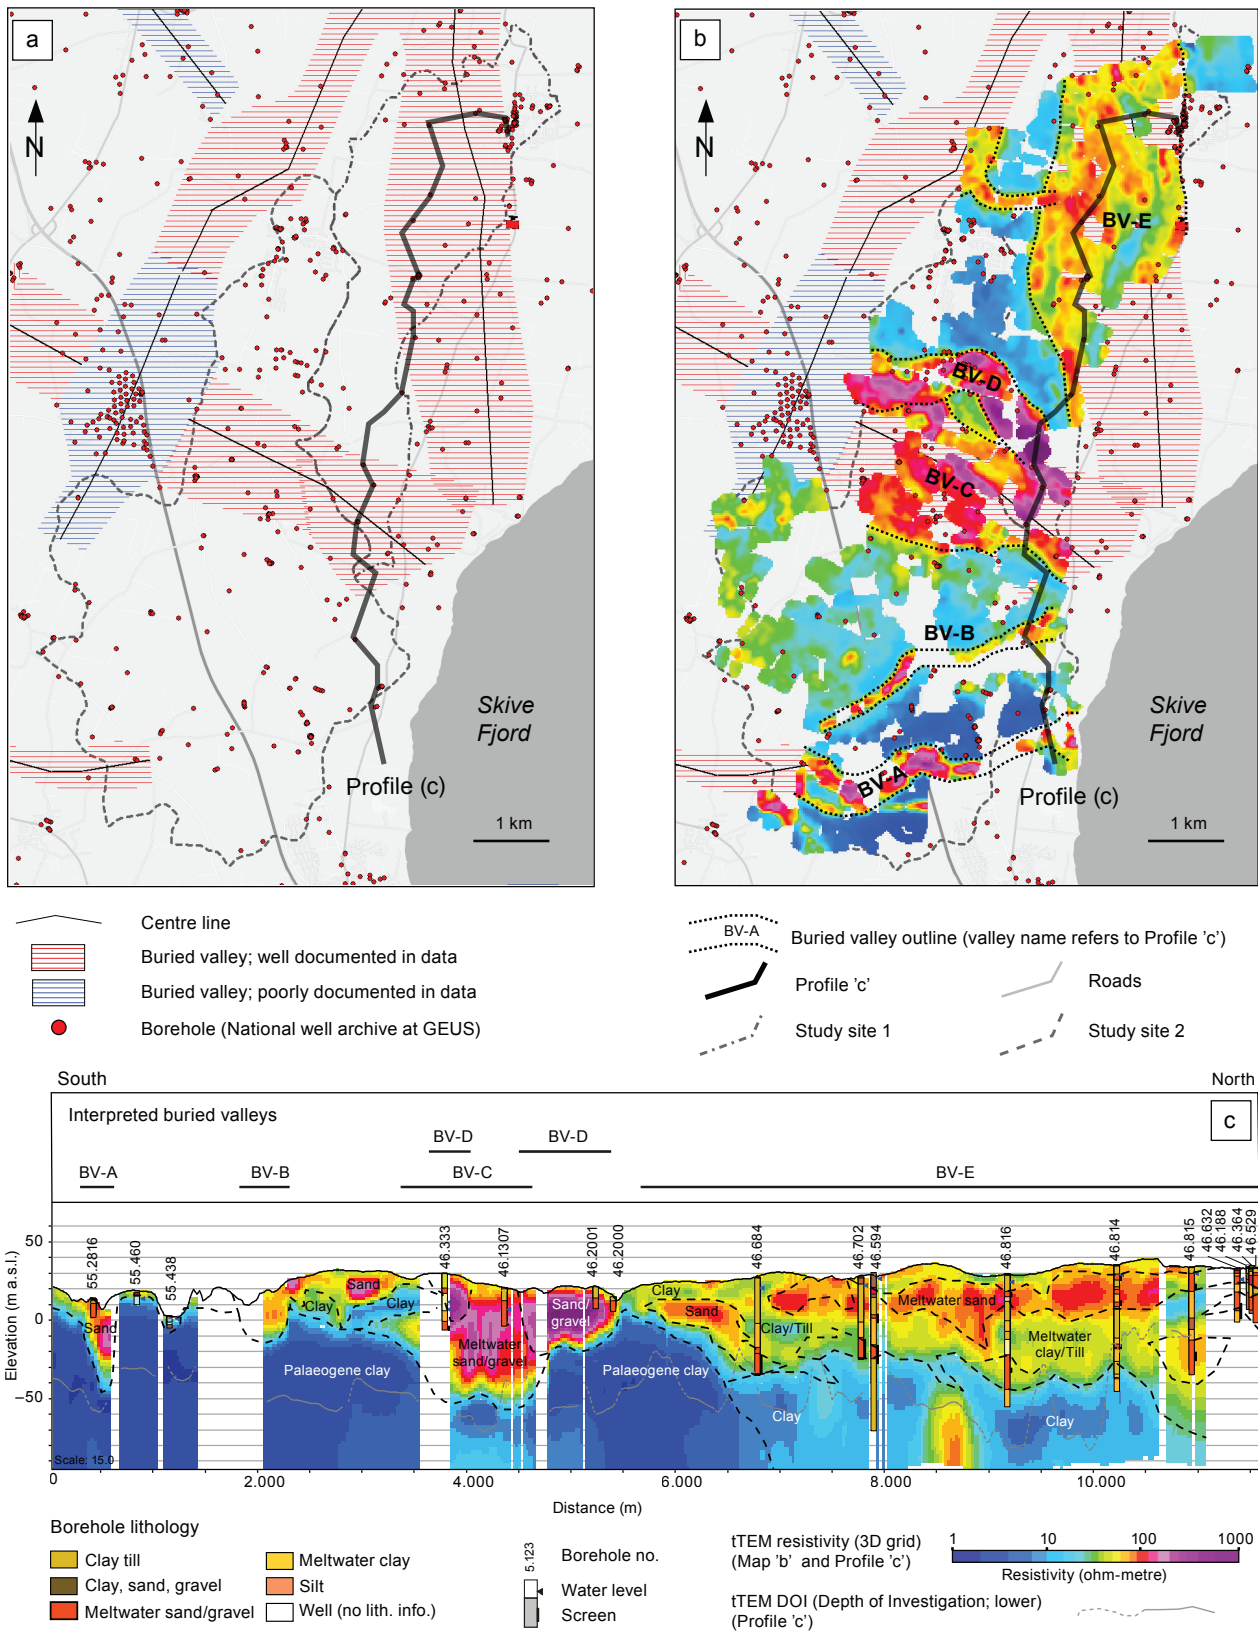 a
N
Skive
Fjord
Profile (c)
1 km
b
N
BV-E
BV-D
BV-C
BV-B
BV-A
Skive
Fjord
Profile (c)
1 km
Centre line
Buried valley; well documented in data
Buried valley; poorly documented in data
Borehole (National well archive at GEUS)
BV-A
Buried valley outline (valley name refers to Profile 'c')
Profile 'c'
Roads
Study site 1
Study site 2
South
North
Interpreted buried valleys
c
BV-D
BV-D
BV-A
BV-B
BV-C
BV-E
55.2816
55.460
55.438
46.333
46.1307
46.2001
46.2000
46.684
46.702
46.594
46.816
46.814
46.815
46.632
46.188
46.364
46.529
Elevation (m a.s.l.)
50
0
−50
Sand
Clay
Sand
Clay
Palaeogene clay
Meltwater
sand/gravel
Sand/
gravel
Clay
Sand
Clay/Till
Palaeogene clay
Clay
Meltwater sand
Meltwater
clay/Till
Clay
Scale: 15.0
0
2.000
4.000
6.000
8.000
10.000
Distance (m)
Borehole lithology
Clay till
Clay, sand, gravel
Meltwater sand/gravel
Meltwater clay
Silt
Well (no lith. info.)
5.123
Borehole no.
Water level
Screen
tTEM resistivity (3D grid)
(Map 'b' and Profile 'c')
1
10
100
1000
Resistivity (ohm-metre)
tTEM DOI (Depth of Investigation; lower)
(Profile 'c')